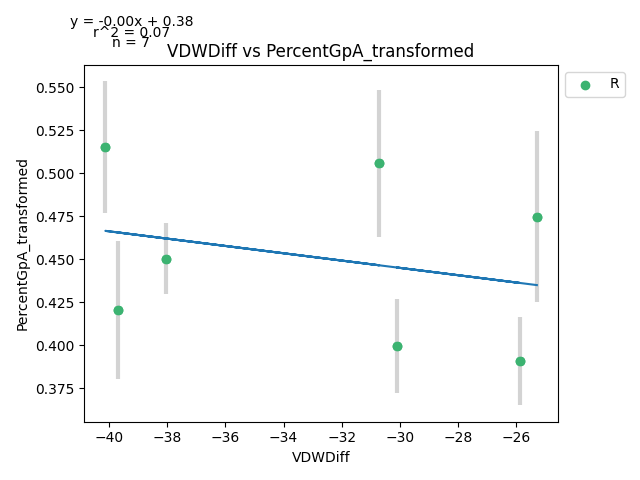 y = -0.00x + 0.38
r^2 = 0.07
n = 7
VDWDiff vs PercentGpA_transformed
R
0.550
0.525
0.500
0.475
0.450
0.425
0.400
0.375
PercentGpA_transformed
−40
−38
−36
−34
−32
−30
−28
−26
VDWDiff